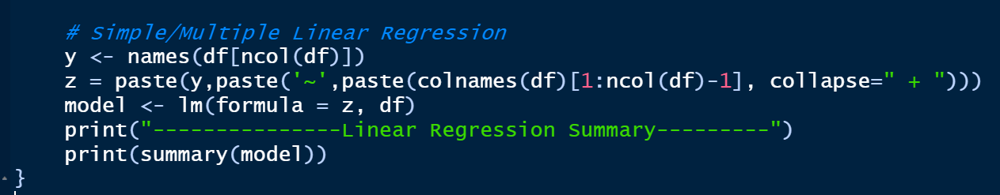 # Simple/Multiple Linear Regression
y <- names(df[ncol(df)])
z = paste(y,paste('~',paste(colnames(df)[1:ncol(df)-1], collapse=" + ")))
model <- lm(formula = z, df)
print("---------------Linear Regression Summary---------")
print(summary(model))
}